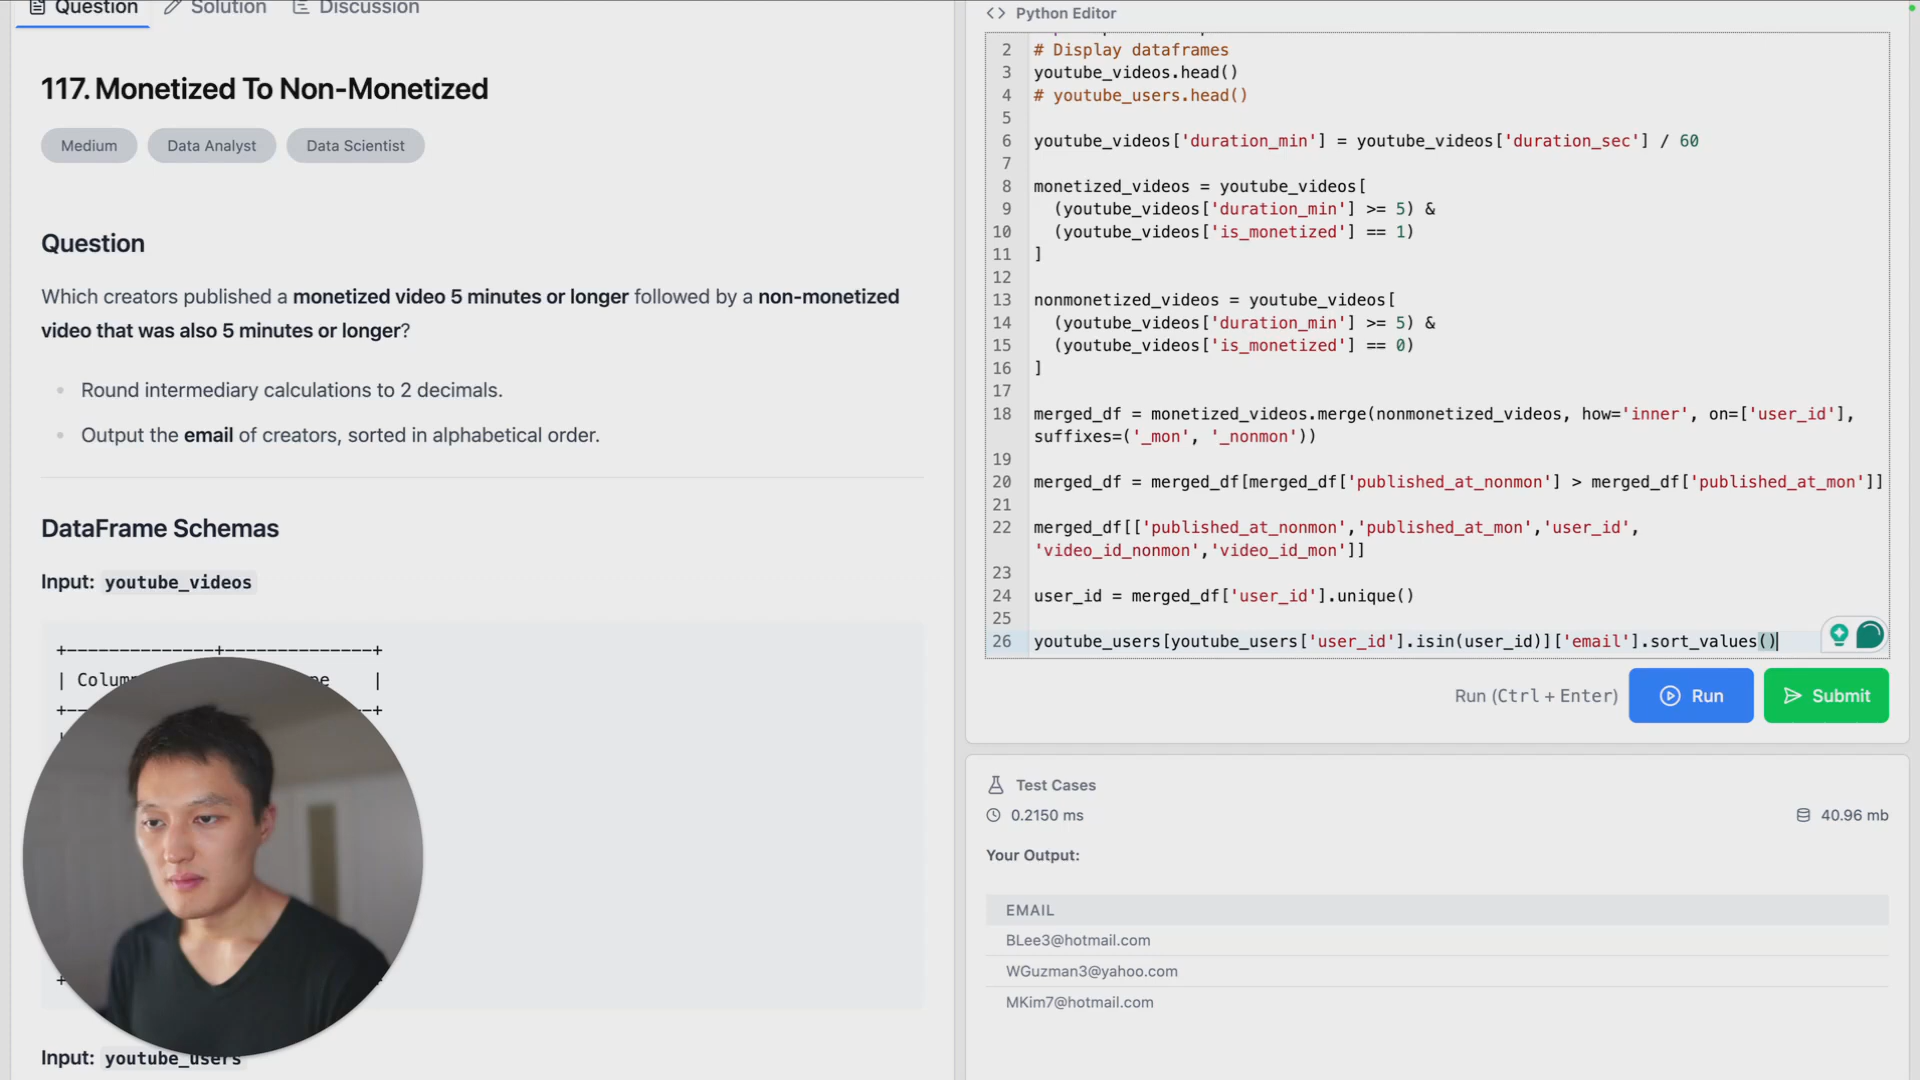 Question
Solution
Discussion
117. Monetized To Non-Monetized
Medium
Data Analyst
Data Scientist
Question
Which creators published a monetized video 5 minutes or longer followed by a non-monetized
video that was also 5 minutes or longer?
Round intermediary calculations to 2 decimals.
Output the email of creators, sorted in alphabetical order.
DataFrame Schemas
Input: youtube_videos
+---------------+--------------+
|
|
+
Input: youtube_users
<> Python Editor
2 # Display dataframes
3 youtube_videos.head()
4 # youtube_users.head()
5
6 youtube_videos['duration_min'] = youtube_videos['duration_sec'] / 60
7
8 monetized_videos = youtube_videos[
9 (youtube_videos['duration_min'] >= 5) &
10 (youtube_videos['is_monetized'] == 1)
11 ]
12
13 nonmonetized_videos = youtube_videos[
14 (youtube_videos['duration_min'] >= 5) &
15 (youtube_videos['is_monetized'] == 0)
16 ]
17
18 merged_df = monetized_videos.merge(nonmonetized_videos, how='inner', on=['user_id'],
suffixes=('_mon', '_nonmon'))
19
20 merged_df = merged_df[merged_df['published_at_nonmon'] > merged_df['published_at_mon']]
21
22 merged_df[['published_at_nonmon','published_at_mon','user_id',
'video_id_nonmon','video_id_mon']]
23
24 user_id = merged_df['user_id'].unique()
25
26 youtube_users[youtube_users['user_id'].isin(user_id)]['email'].sort_values()
Run (Ctrl + Enter)
Run
Submit
Test Cases
0.2150 ms
40.96 mb
Your Output:
EMAIL
BLee3@hotmail.com
WGuzman3@yahoo.com
MKim7@hotmail.com